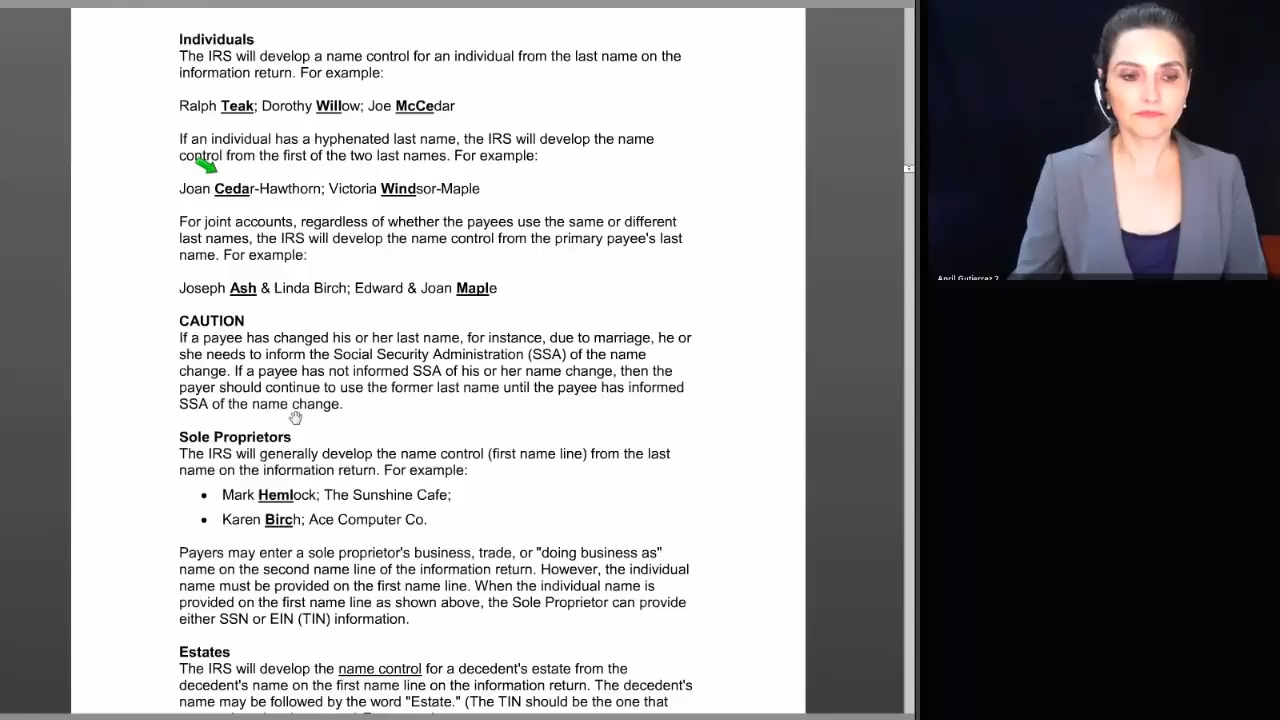 Individuals
The IRS will develop a name control for an individual from the last name on the
information return. For example:
Ralph Teak; Dorothy Willow; Joe McCedar
If an individual has a hyphenated last name, the IRS will develop the name
control from the first of the two last names. For example:
Joan Cedar-Hawthorn; Victoria Windsor-Maple
For joint accounts, regardless of whether the payees use the same or different
last names, the IRS will develop the name control from the primary payee's last
name. For example:
Joseph Ash & Linda Birch; Edward & Joan Maple
CAUTION
If a payee has changed his or her last name, for instance, due to marriage, he or
she needs to inform the Social Security Administration (SSA) of the name
change. If a payee has not informed SSA of his or her name change, then the
payer should continue to use the former last name until the payee has informed
SSA of the name change.
Sole Proprietors
The IRS will generally develop the name control (first name line) from the last
name on the information return. For example:
• Mark Hemlock; The Sunshine Cafe;
• Karen Birch; Ace Computer Co.
Payers may enter a sole proprietor's business, trade, or "doing business as"
name on the second name line of the information return. However, the individual
name must be provided on the first name line. When the individual name is
provided on the first name line as shown above, the Sole Proprietor can provide
either SSN or EIN (TIN) information.
Estates
The IRS will develop the name control for a decedent's estate from the
decedent's name on the first name line on the information return. The decedent's
name may be followed by the word "Estate." (The TIN should be the one that
April Gutierrez 2